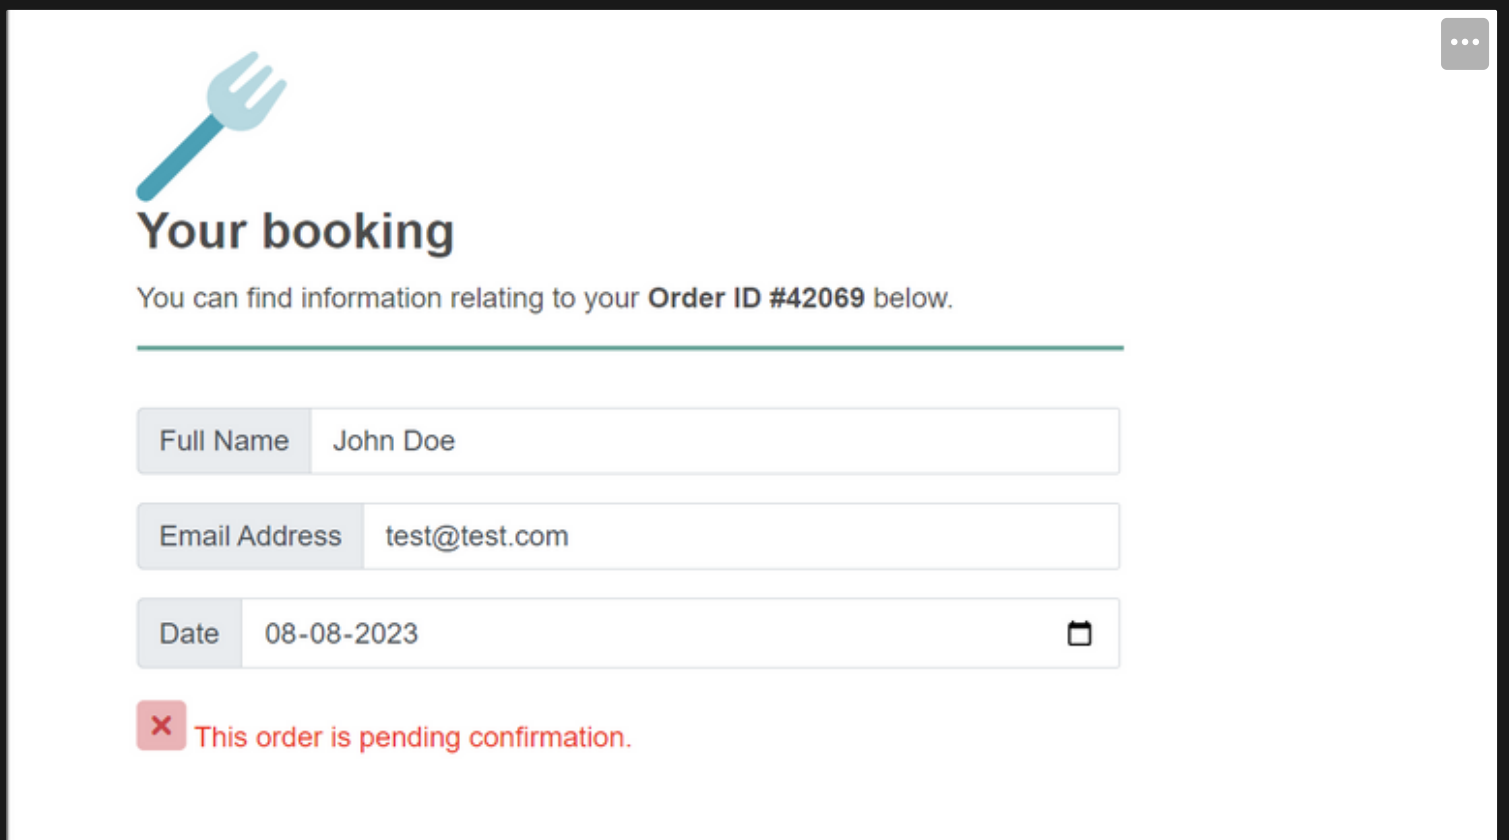 Your booking
You can find information relating to your Order ID #42069 below.
Full Name John Doe
Email Address test@test.com
Date 08-08-2023
This order is pending confirmation.